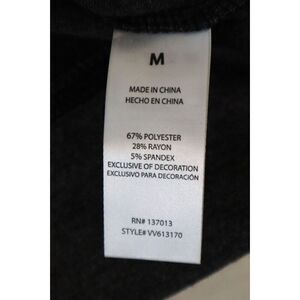 M
MADE IN CHINA
HECHO EN CHINA
67% POLYESTER
28% RAYON
5% SPANDEX
EXCLUSIVE OF DECORATION
EXCLUSIVO PARA DECORACIÓN
RN# 137013
STYLE# VV613170